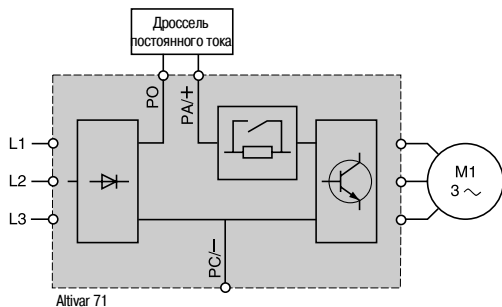 Дроссель
постоянного тока
PO
PA/+
L1
L2
L3
M1
3 ~
PC/–
Altivar 71